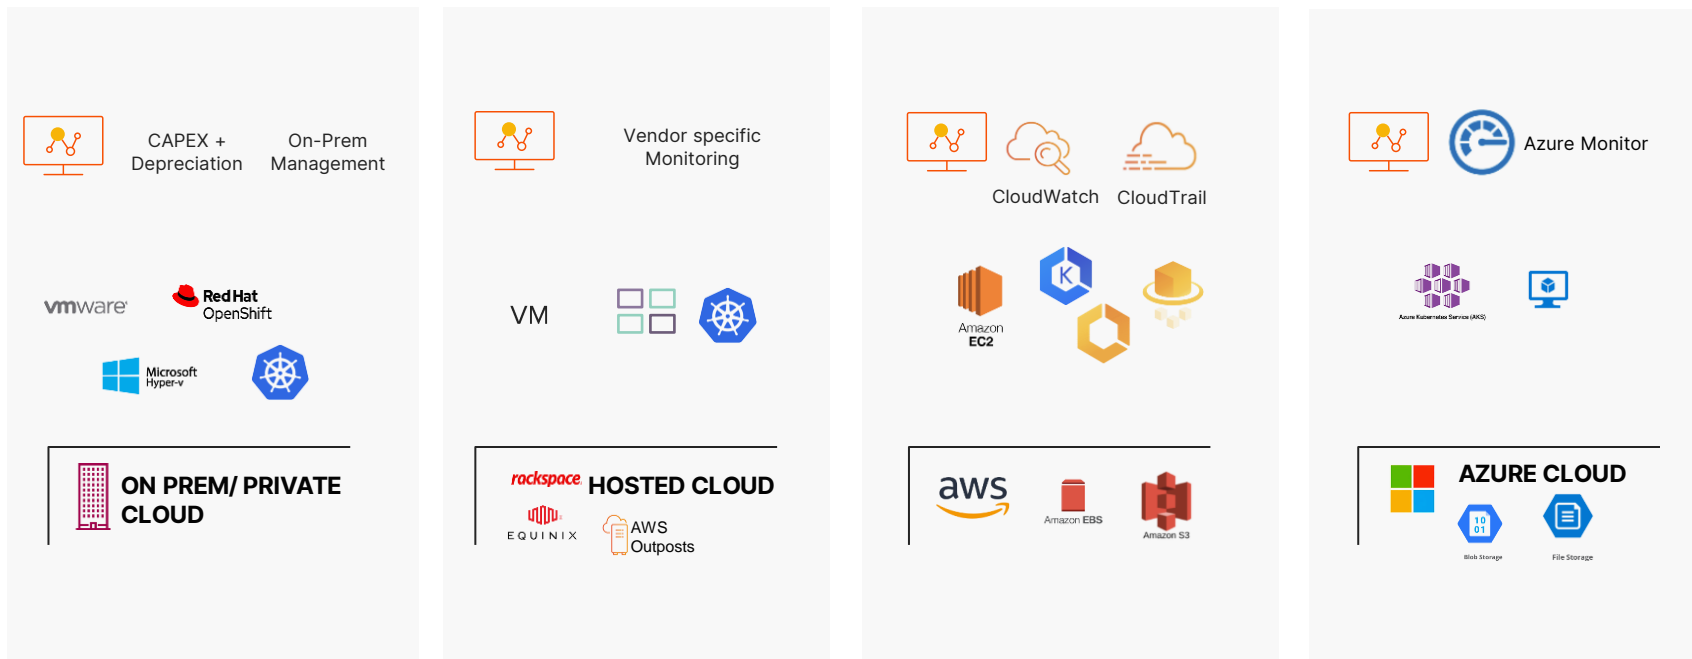 CAPEX +
Depreciation
On-Prem
Management
vmware
Red Hat
OpenShift
Microsoft
Hyper-v
ON PREM/ PRIVATE
CLOUD
Vendor specific
Monitoring
VM
rackspace
HOSTED CLOUD
EQUINIX
AWS
Outposts
CloudWatch
CloudTrail
Amazon
EC2
K
aws
Amazon EBS
Amazon S3
Azure Monitor
Azure Kubernetes Service (AKS)
AZURE CLOUD
10
01
Blob Storage
File Storage